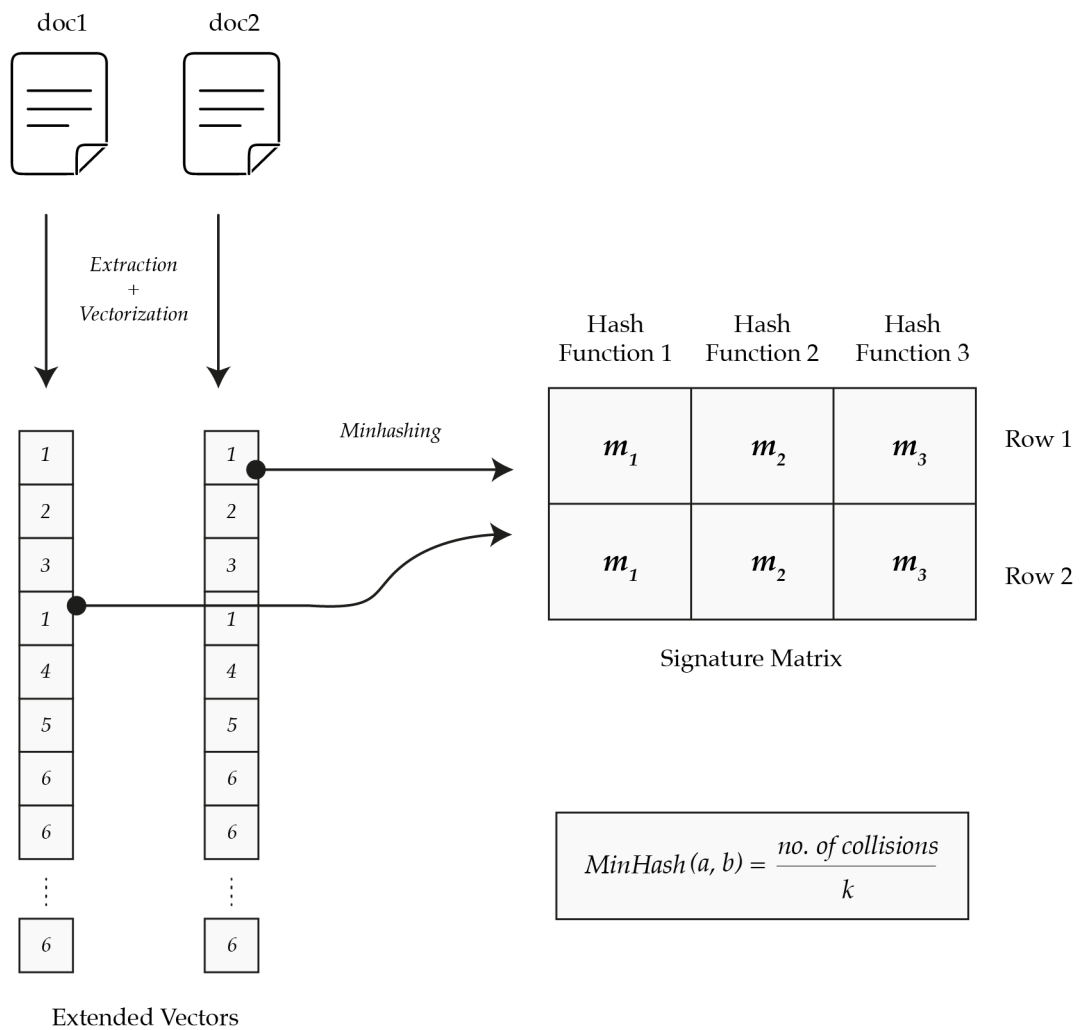 doc1
doc2
Extraction
+
Vectorization
1
2
3
1
4
5
6
6
6
1
2
3
1
4
5
6
6
6
Extended Vectors
Minhashing
Hash
Function 1
Hash
Function 2
Hash
Function 3
m1 m2 m3
Row 1
m1 m2 m3
Row 2
Signature Matrix
MinHash(a, b) = no. of collisions
k